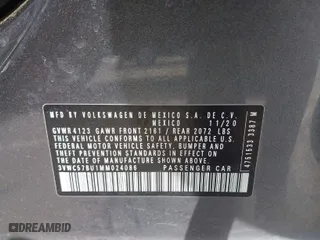 MFD BY VOLKSWAGEN DE MEXICO S.A. DE C.V.
MEXICO 11/20
GVWR 4123 GAWR FRONT 2161 / REAR 2072 LBS
THIS VEHICLE CONFORMS TO ALL APPLICABLE U.S.
FEDERAL MOTOR VEHICLE SAFETY, BUMPER, AND
THEFT PREVENTION STANDARDS IN EFFECT ON THE
DATE OF MANUFACTURE SHOWN ABOVE.
3VWC57BU1MM024086 PASSENGER CAR
4751533 3387 M
DREAMBID